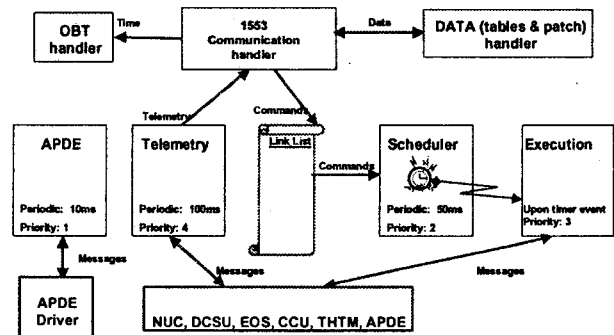 OBT
handler
Time
1553
Communication
handler
Data
DATA (tables & patch)
handler
Telemetry
Commands
APDE
Periodic: 10ms
Priority: 1
Telemetry
Periodic: 100ms
Priority: 4
Link List
Commands
Scheduler
Periodic: 50ms
Priority: 2
Execution
Upon timer event
Priority: 3
Messages
Messages
Messages
APDE
Driver
NUC, DCSU, EOS, CCU, THTM, APDE